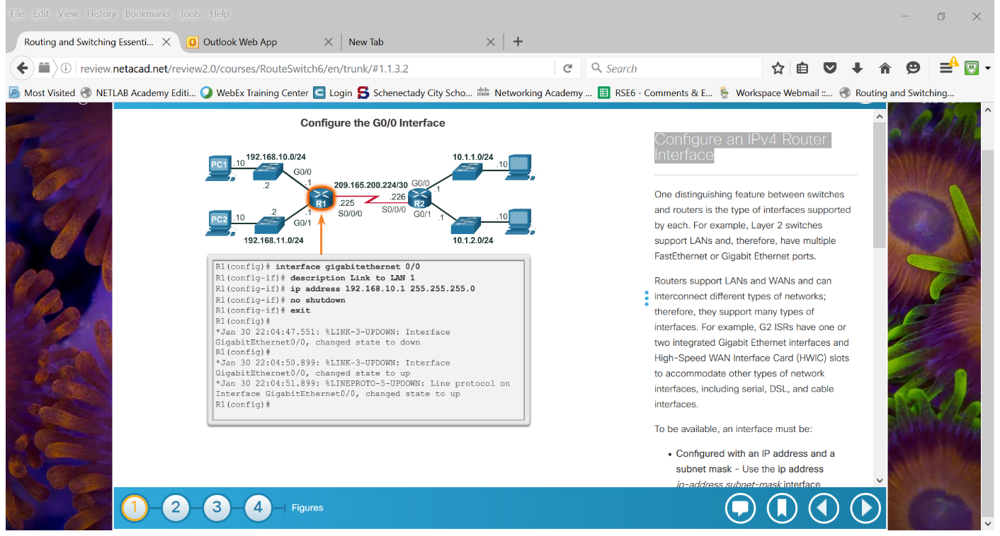 File Edit View History Bookmarks Tools Help
Routing and Switching Essenti... Outlook Web App New Tab
review.netacad.net/review2.0/courses/RouteSwitch6/en/trunk/#1.1.3.2 Search
Most Visited NETLAB Academy Editi... WebEx Training Center Login Schenectady City Scho... Networking Academy ... RSE6 - Comments & E... Workspace Webmail ::... Routing and Switching...
Configure the G0/0 Interface
192.168.10.0/24 10.1.1.0/24
PC1 .10 .10
G0/0
.2 .1 209.165.200.224/30 G0/0 .1
R1 .225 .226 R2
S0/0/0 S0/0/0 G0/1
PC2 .10 .2 .1 .1 .10
G0/1
192.168.11.0/24 10.1.2.0/24
R1(config)# interface gigabitethernet 0/0
R1(config-if)# description Link to LAN 1
R1(config-if)# ip address 192.168.10.1 255.255.255.0
R1(config-if)# no shutdown
R1(config-if)# exit
R1(config)#
*Jan 30 22:04:47.551: %LINK-3-UPDOWN: Interface
GigabitEthernet0/0, changed state to down
R1(config)#
*Jan 30 22:04:50.899: %LINK-3-UPDOWN: Interface
GigabitEthernet0/0, changed state to up
*Jan 30 22:04:51.899: %LINEPROTO-5-UPDOWN: Line protocol on
Interface GigabitEthernet0/0, changed state to up
R1(config)#
Configure an IPv4 Router
Interface
One distinguishing feature between switches
and routers is the type of interfaces supported
by each. For example, Layer 2 switches
support LANs and, therefore, have multiple
FastEthernet or Gigabit Ethernet ports.
Routers support LANs and WANs and can
interconnect different types of networks;
therefore, they support many types of
interfaces. For example, G2 ISRs have one or
two integrated Gigabit Ethernet interfaces and
High-Speed WAN Interface Card (HWIC) slots
to accommodate other types of network
interfaces, including serial, DSL, and cable
interfaces.
To be available, an interface must be:
• Configured with an IP address and a
subnet mask - Use the ip address
ip-address subnet-mask interface
1 2 3 4 Figures